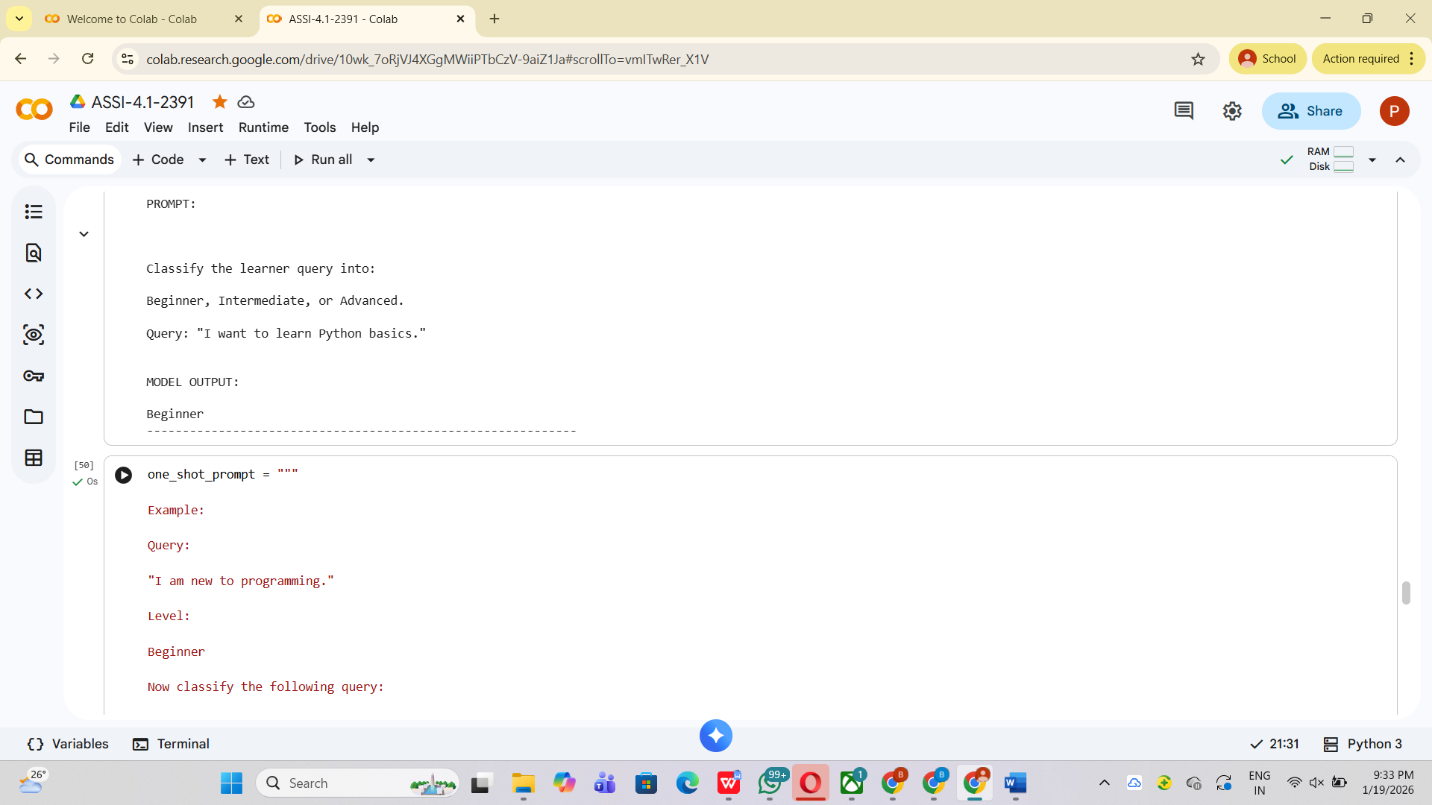 Welcome to Colab - Colab
ASSI-4.1-2391 - Colab
colab.research.google.com/drive/10wk_7oRjVJ4XGgMWiiPTbCzV-9aiZ1Ja#scrollTo=vmlTwRer_X1V
School
Action required
ASSI-4.1-2391
File Edit View Insert Runtime Tools Help
Share
P
Commands + Code + Text Run all
RAM
Disk
PROMPT:
Classify the learner query into:
Beginner, Intermediate, or Advanced.
Query: "I want to learn Python basics."
MODEL OUTPUT:
Beginner
------------------------------------------------------------
[50]
0s
one_shot_prompt = """
Example:
Query:
"I am new to programming."
Level:
Beginner
Now classify the following query:
{} Variables Terminal
21:31 Python 3
26°
Search
99+
1
B
B
ENG
IN
9:33 PM
1/19/2026